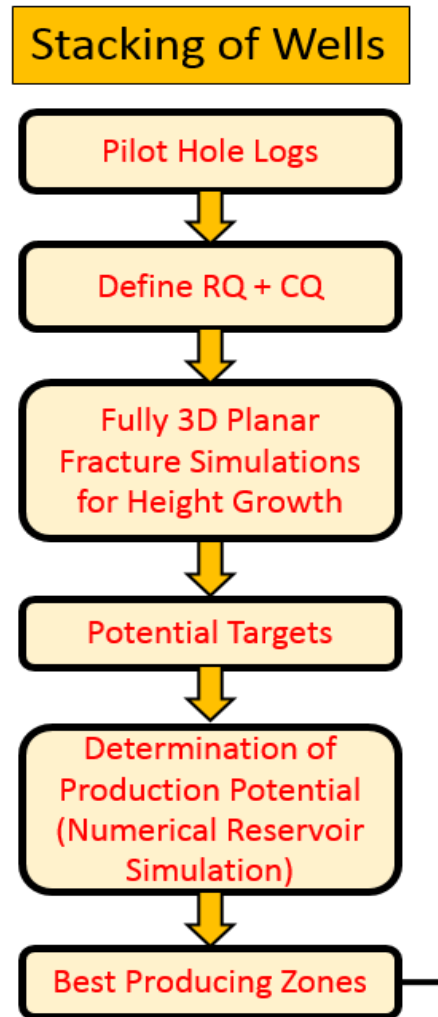 Stacking of Wells
Pilot Hole Logs
Define RQ + CQ
Fully 3D Planar
Fracture Simulations
for Height Growth
Potential Targets
Determination of
Production Potential
(Numerical Reservoir
Simulation)
Best Producing Zones